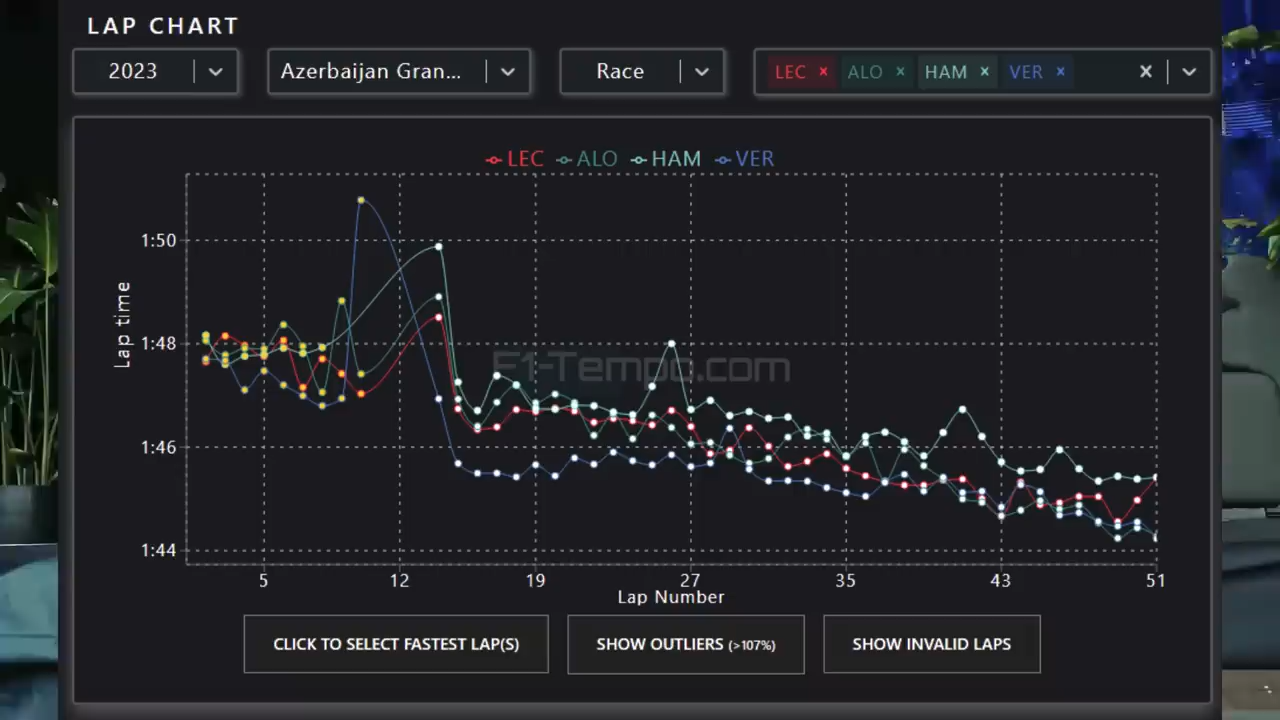 LAP CHART
2023 Azerbaijan Gran... Race LEC × ALO × HAM × VER ×
LEC ALO HAM VER
1:50
1:48
1:46
1:44
Lap time
F1-Tempo.com
5 12 19 27 35 43 51
Lap Number
CLICK TO SELECT FASTEST LAP(S) SHOW OUTLIERS (>107%) SHOW INVALID LAPS